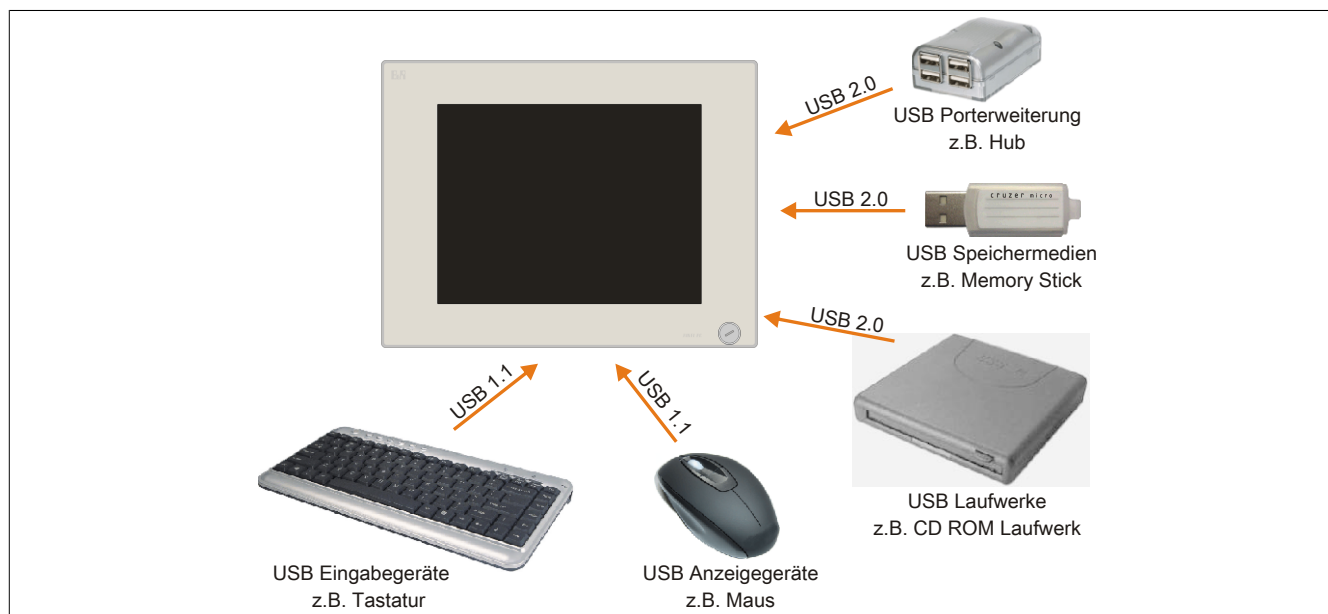 B&R
USB 2.0
USB Porterweiterung
z.B. Hub
USB 2.0
cruzer micro
USB Speichermedien
z.B. Memory Stick
USB 2.0
USB 1.1
USB 1.1
USB Laufwerke
z.B. CD ROM Laufwerk
USB Eingabegeräte
z.B. Tastatur
USB Anzeigegeräte
z.B. Maus